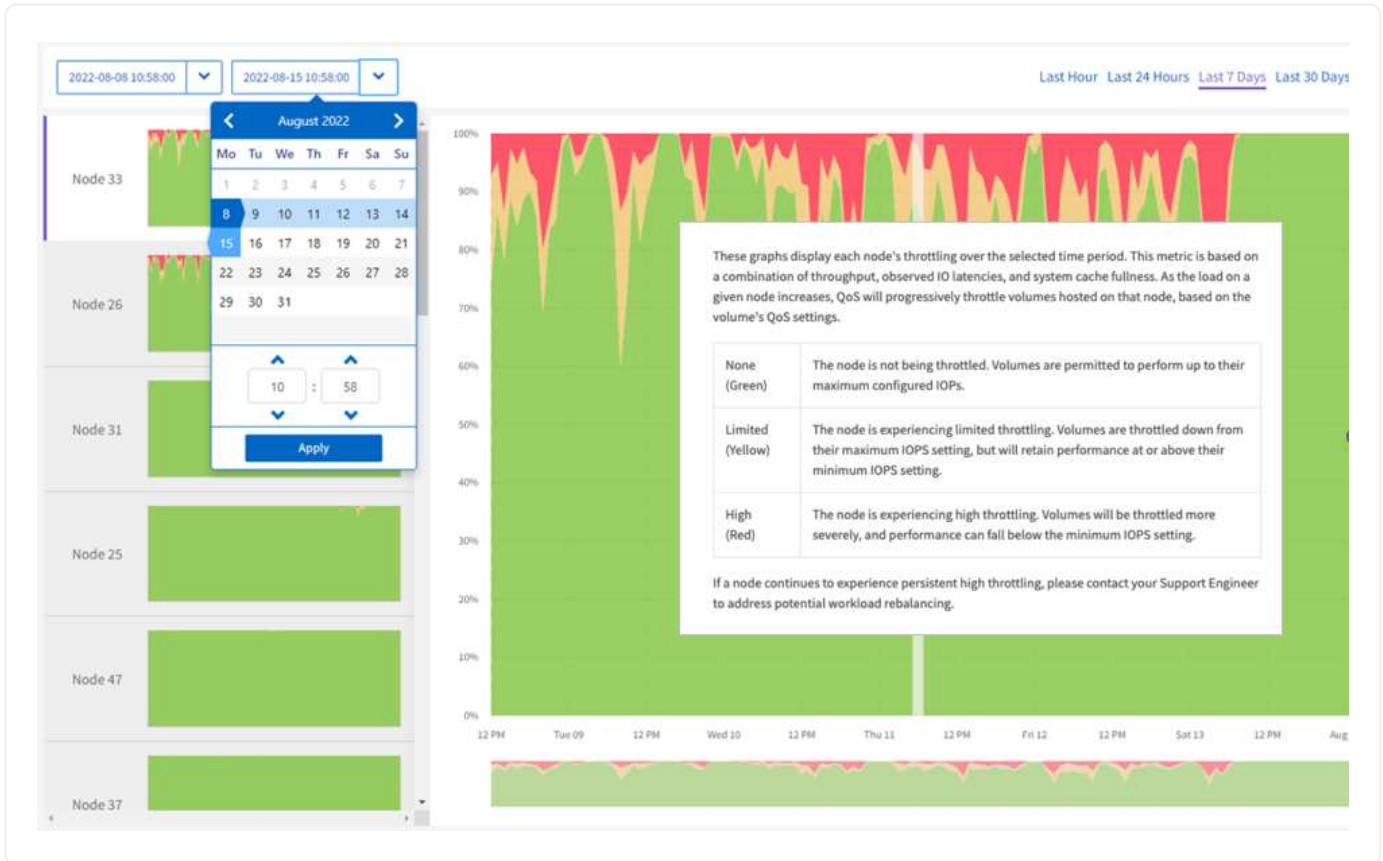 2022-08-08 10:58:00
2022-08-15 10:58:00
Last Hour Last 24 Hours Last 7 Days Last 30 Days
August 2022
Mo Tu We Th Fr Sa Su
1 2 3 4 5 6 7
8 9 10 11 12 13 14
15 16 17 18 19 20 21
22 23 24 25 26 27 28
29 30 31
10 : 58
Apply
Node 33
Node 26
Node 31
Node 25
Node 47
Node 37
100%
90%
80%
70%
60%
50%
40%
30%
20%
10%
0%
These graphs display each node's throttling over the selected time period. This metric is based on
a combination of throughput, observed IO latencies, and system cache fullness. As the load on a
given node increases, QoS will progressively throttle volumes hosted on that node, based on the
volume's QoS settings.
None
(Green)
The node is not being throttled. Volumes are permitted to perform up to their
maximum configured IOPs.
Limited
(Yellow)
The node is experiencing limited throttling. Volumes are throttled down from
their maximum IOPS setting, but will retain performance at or above their
minimum IOPS setting.
High
(Red)
The node is experiencing high throttling. Volumes will be throttled more
severely, and performance can fall below the minimum IOPS setting.
If a node continues to experience persistent high throttling, please contact your Support Engineer
to address potential workload rebalancing.
12 PM Tue 09 12 PM Wed 10 12 PM Thu 11 12 PM Fri 12 12 PM Sat 13 12 PM Aug